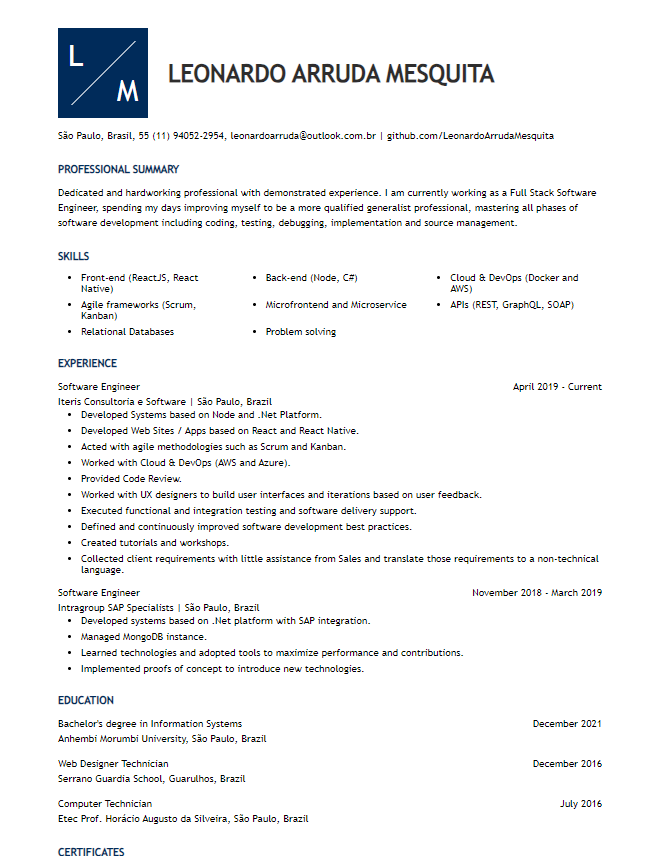 L
M
LEONARDO ARRUDA MESQUITA
São Paulo, Brasil, 55 (11) 94052-2954, leonardoarruda@outlook.com.br | github.com/LeonardoArrudaMesquita
PROFESSIONAL SUMMARY
Dedicated and hardworking professional with demonstrated experience. I am currently working as a Full Stack Software
Engineer, spending my days improving myself to be a more qualified generalist professional, mastering all phases of
software development including coding, testing, debugging, implementation and source management.
SKILLS
• Front-end (ReactJS, React
Native)
• Agile frameworks (Scrum,
Kanban)
• Relational Databases
• Back-end (Node, C#)
• Microfrontend and Microservice
• Problem solving
• Cloud & DevOps (Docker and
AWS)
• APIs (REST, GraphQL, SOAP)
EXPERIENCE
Software Engineer April 2019 - Current
Iteris Consultoria e Software | São Paulo, Brazil
• Developed Systems based on Node and .Net Platform.
• Developed Web Sites / Apps based on React and React Native.
• Acted with agile methodologies such as Scrum and Kanban.
• Worked with Cloud & DevOps (AWS and Azure).
• Provided Code Review.
• Worked with UX designers to build user interfaces and iterations based on user feedback.
• Executed functional and integration testing and software delivery support.
• Defined and continuously improved software development best practices.
• Created tutorials and workshops.
• Collected client requirements with little assistance from Sales and translate those requirements to a non-technical
language.
Software Engineer November 2018 - March 2019
Intragroup SAP Specialists | São Paulo, Brazil
• Developed systems based on .Net platform with SAP integration.
• Managed MongoDB instance.
• Learned technologies and adopted tools to maximize performance and contributions.
• Implemented proofs of concept to introduce new technologies.
EDUCATION
Bachelor's degree in Information Systems December 2021
Anhembi Morumbi University, São Paulo, Brazil
Web Designer Technician December 2016
Serrano Guardia School, Guarulhos, Brazil
Computer Technician July 2016
Etec Prof. Horácio Augusto da Silveira, São Paulo, Brazil
CERTIFICATES